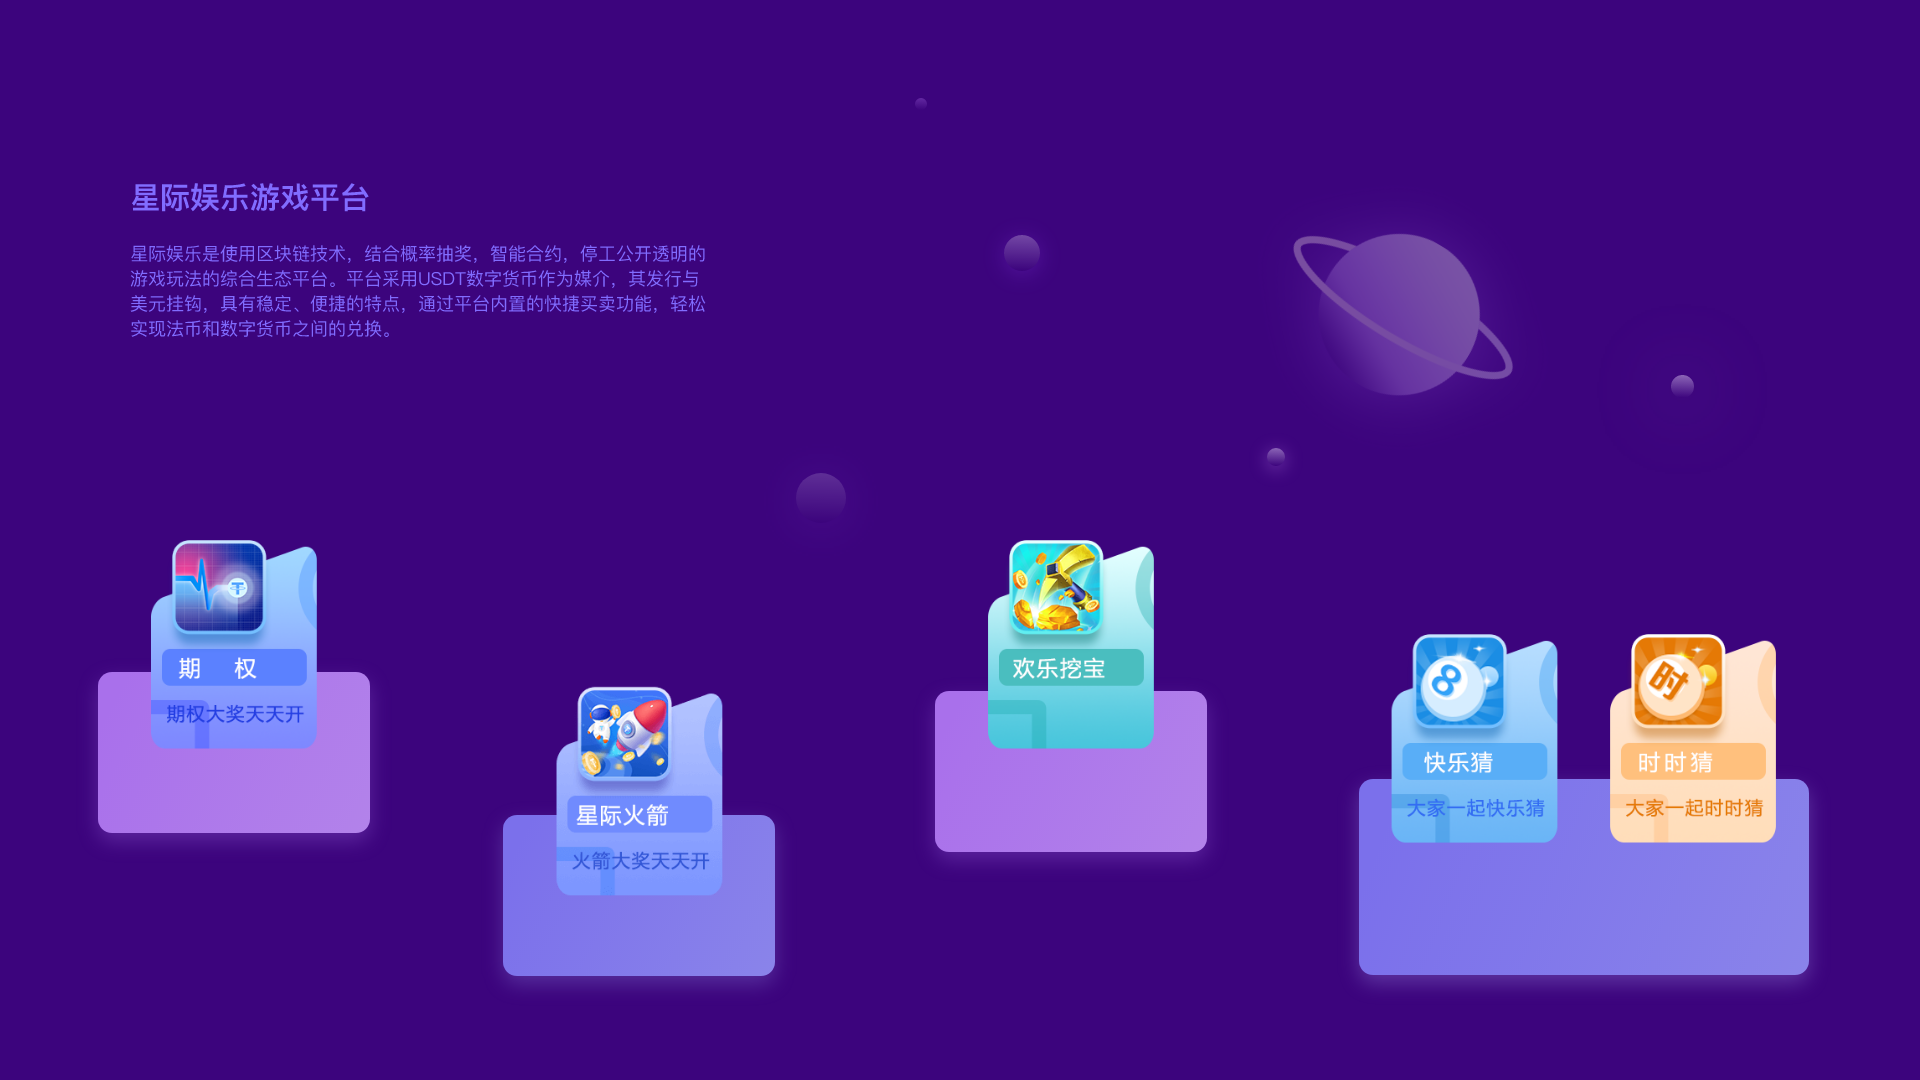 星际娱乐游戏平台
星际娱乐是使用区块链技术，结合概率抽奖，智能合约，停工公开透明的
游戏玩法的综合生态平台。平台采用USDT数字货币作为媒介，其发行与
美元挂钩，具有稳定、便捷的特点，通过平台内置的快捷买卖功能，轻松
实现法币和数字货币之间的兑换。
期 权
期权大奖天天开
星际火箭
火箭大奖天天开
欢乐挖宝
8
快乐猜
大家一起快乐猜
时
时时猜
大家一起时时猜